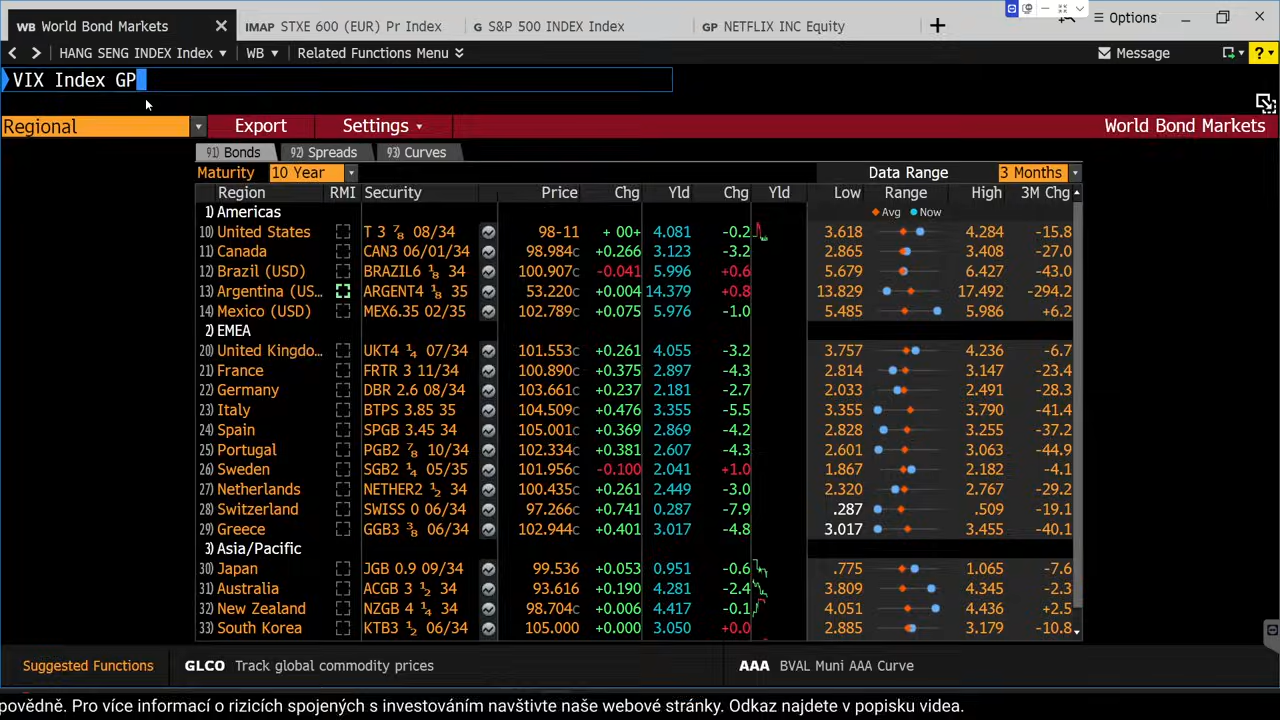 WB World Bond Markets IMAP STXE 600 (EUR) Pr Index G S&P 500 INDEX Index GP NETFLIX INC Equity Options
HANG SENG INDEX Index WB Related Functions Menu Message ?
VIX Index GP
Regional Export Settings World Bond Markets
91) Bonds 92) Spreads 93) Curves
Maturity 10 Year Data Range 3 Months
Region RMI Security Price Chg Yld Chg Yld Low Range High 3M Chg
1) Americas Avg Now
10) United States T 3 ⅞ 08/34 98-11 + 00+ 4.081 -0.2 3.618 4.284 -15.8
11) Canada CAN3 06/01/34 98.984c +0.266 3.123 -3.2 2.865 3.408 -27.0
12) Brazil (USD) BRAZIL6 ⅛ 34 100.907c -0.041 5.996 +0.6 5.679 6.427 -43.0
13) Argentina (US… ARGENT4 ⅛ 35 53.220c +0.004 14.379 +0.8 13.829 17.492 -294.2
14) Mexico (USD) MEX6.35 02/35 102.789c +0.075 5.976 -1.0 5.485 5.986 +6.2
2) EMEA
20) United Kingdo… UKT4 ¼ 07/34 101.553c +0.261 4.055 -3.2 3.757 4.236 -6.7
21) France FRTR 3 11/34 100.890c +0.375 2.897 -4.3 2.814 3.147 -23.4
22) Germany DBR 2.6 08/34 103.661c +0.237 2.181 -2.7 2.033 2.491 -28.3
23) Italy BTPS 3.85 35 104.509c +0.476 3.355 -5.5 3.355 3.790 -41.4
24) Spain SPGB 3.45 34 105.001c +0.369 2.869 -4.2 2.828 3.255 -37.2
25) Portugal PGB2 ⅞ 10/34 102.334c +0.381 2.607 -4.3 2.601 3.063 -44.9
26) Sweden SGB2 ¼ 05/35 101.956c -0.100 2.041 +1.0 1.867 2.182 -4.1
27) Netherlands NETHER2 ½ 34 100.435c +0.261 2.449 -3.0 2.320 2.767 -29.2
28) Switzerland SWISS 0 06/34 97.266c +0.741 0.287 -7.9 .287 .509 -19.1
29) Greece GGB3 ⅜ 06/34 102.944c +0.401 3.017 -4.8 3.017 3.455 -40.1
3) Asia/Pacific
30) Japan JGB 0.9 09/34 99.536 +0.053 0.951 -0.6 .775 1.065 -7.6
31) Australia ACGB 3 ½ 34 93.616 +0.190 4.281 -2.4 3.809 4.345 -2.3
32) New Zealand NZGB 4 ¼ 34 98.704c +0.006 4.417 -0.1 4.051 4.436 +2.5
33) South Korea KTB3 ½ 06/34 105.000 +0.000 3.050 +0.0 2.885 3.179 -10.8
Suggested Functions GLCO Track global commodity prices AAA BVAL Muni AAA Curve
povědně. Pro více informací o rizicích spojených s investováním navštivte naše webové stránky. Odkaz najdete v popisku videa.